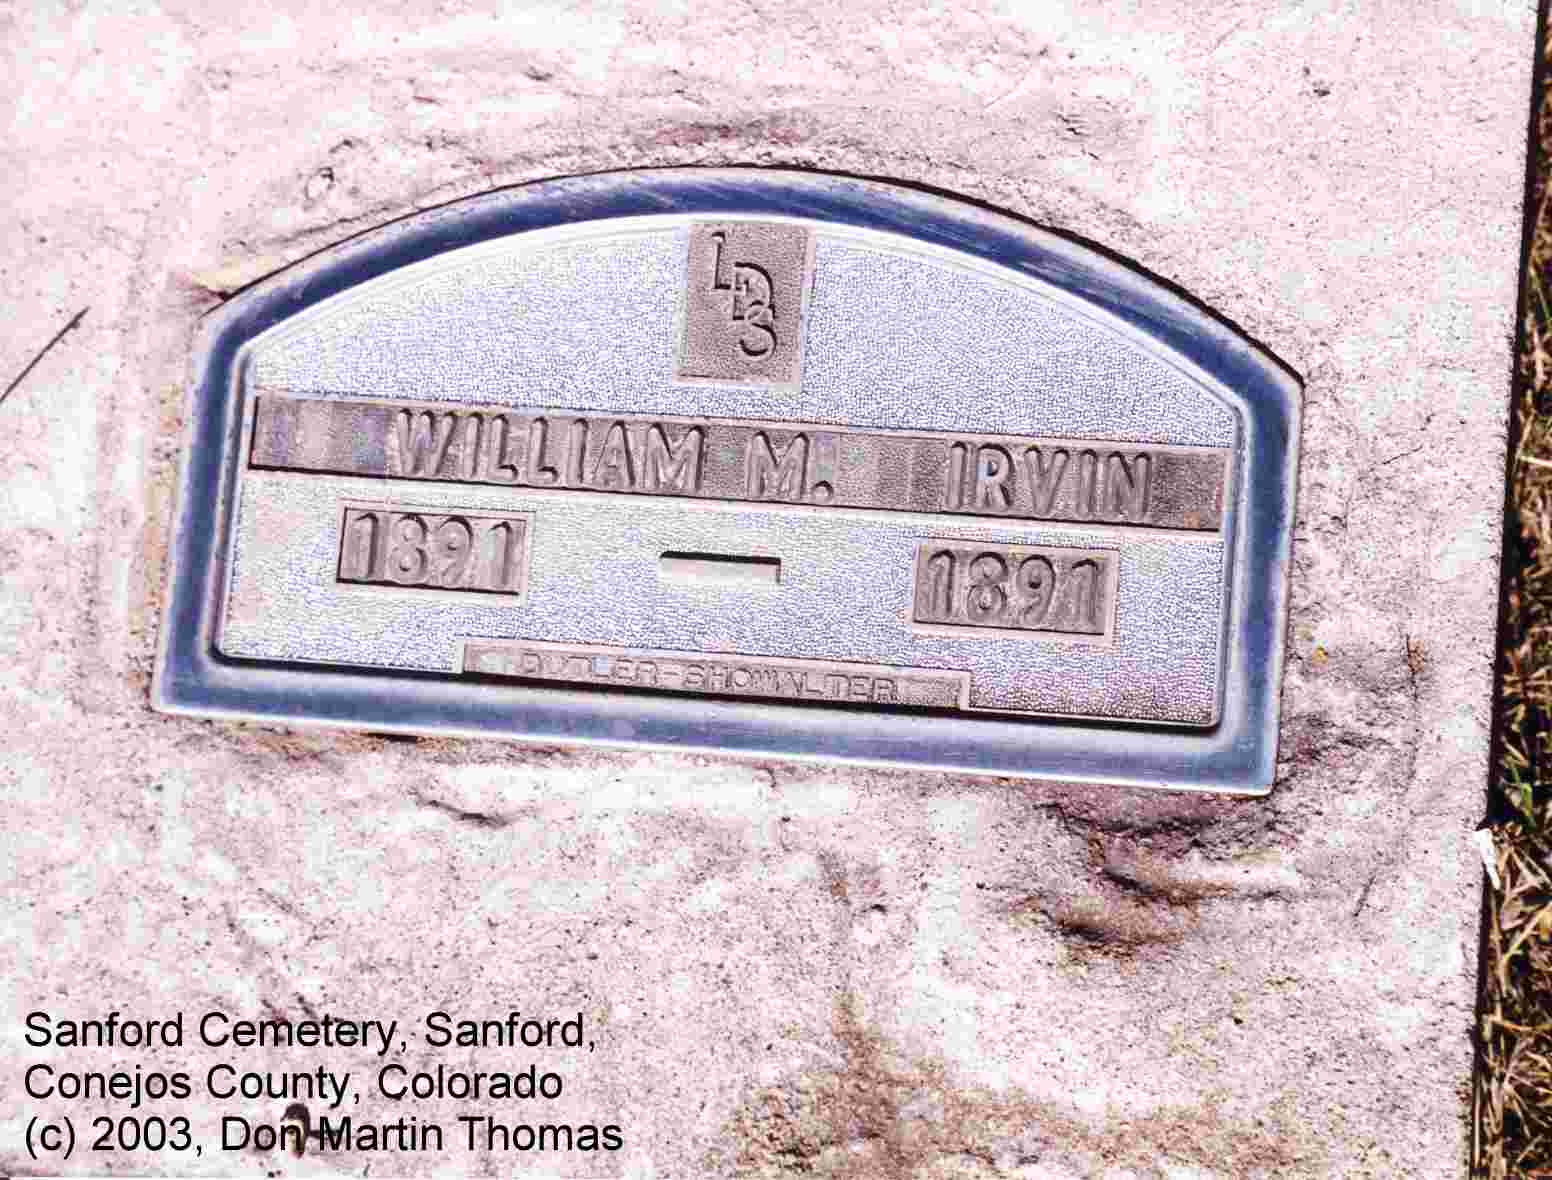 LDS
WILLIAM M. IRVIN
1891 — 1891
BUTLER-SHOWALTER
Sanford Cemetery, Sanford,
Conejos County, Colorado
(c) 2003, Don Martin Thomas